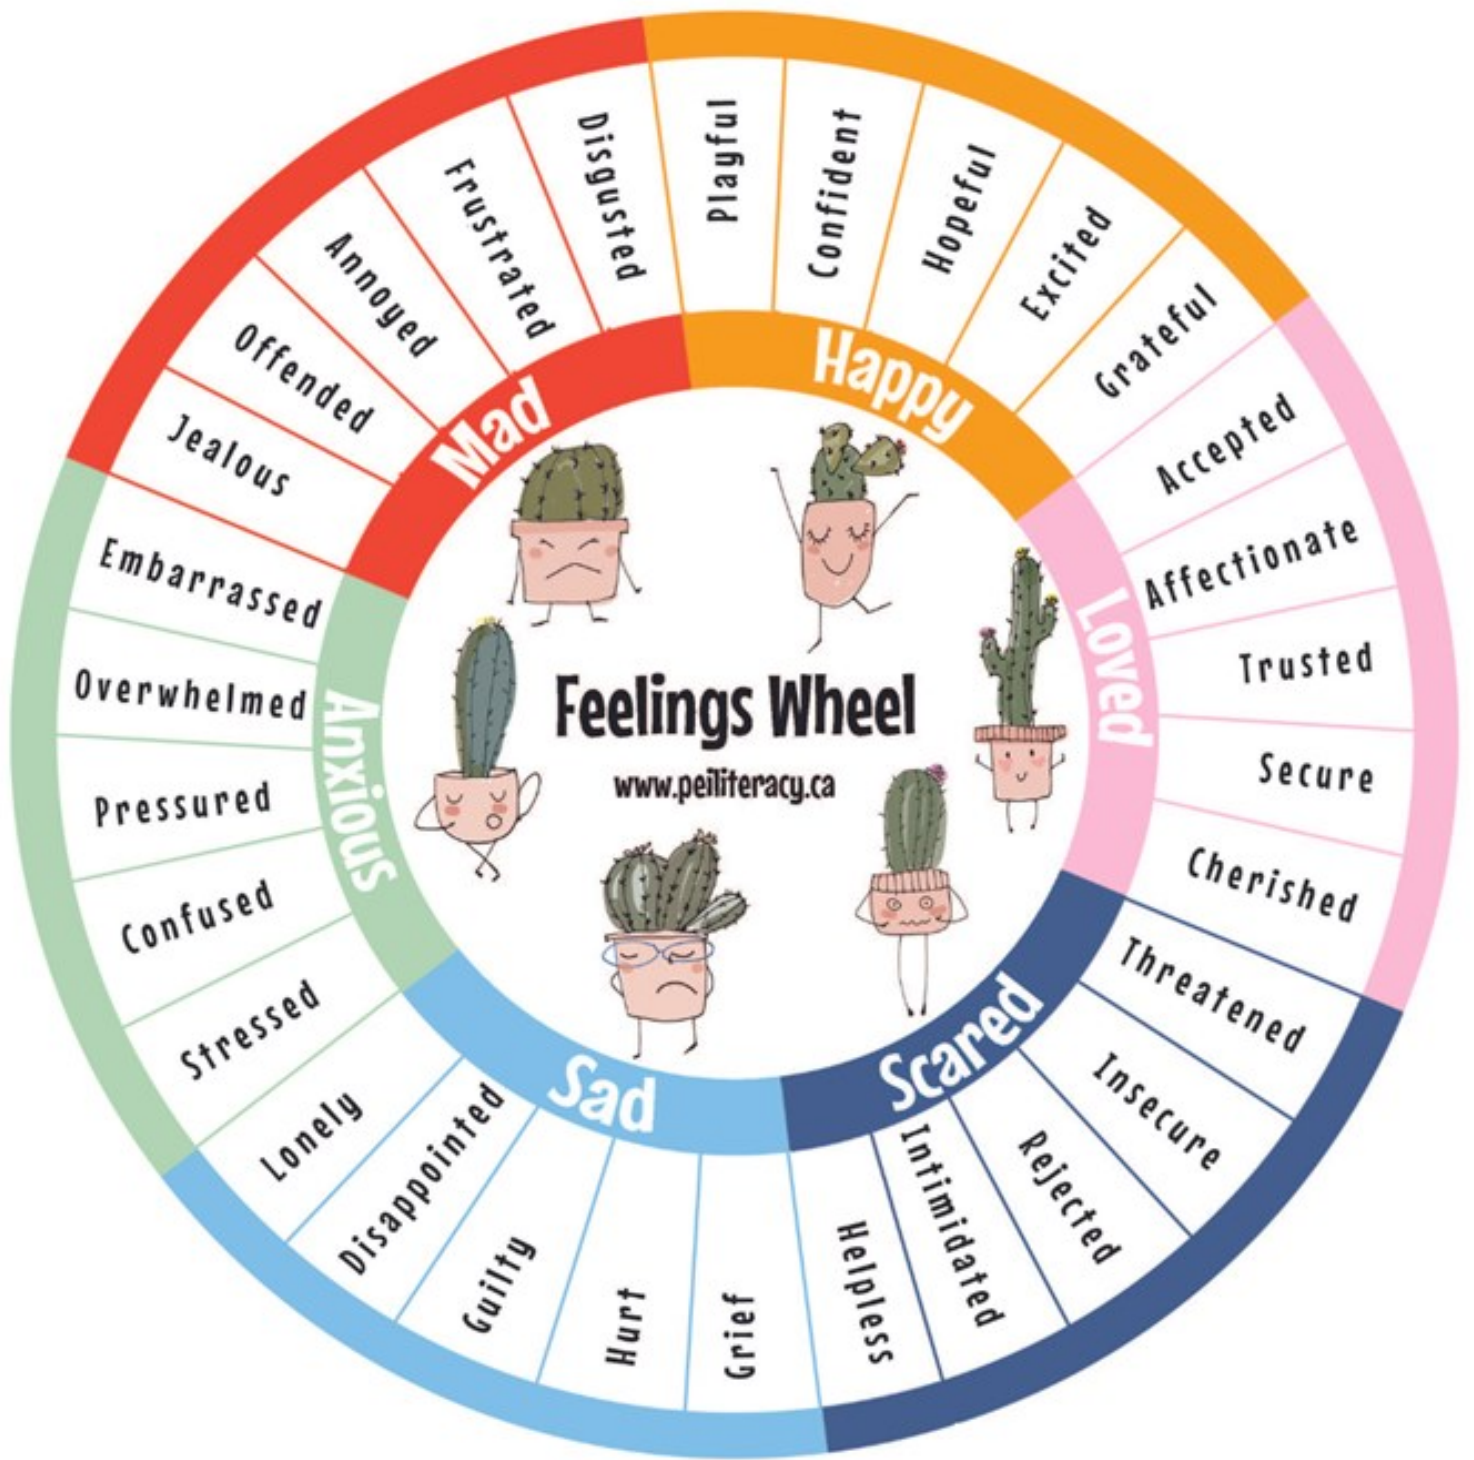 Feelings Wheel
www.peiliteracy.ca
Happy
Playful
Confident
Hopeful
Excited
Grateful
Loved
Accepted
Affectionate
Trusted
Secure
Cherished
Scared
Threatened
Insecure
Rejected
Intimidated
Helpless
Sad
Grief
Hurt
Guilty
Disappointed
Lonely
Anxious
Stressed
Confused
Pressured
Overwhelmed
Embarrassed
Mad
Jealous
Offended
Annoyed
Frustrated
Disgusted